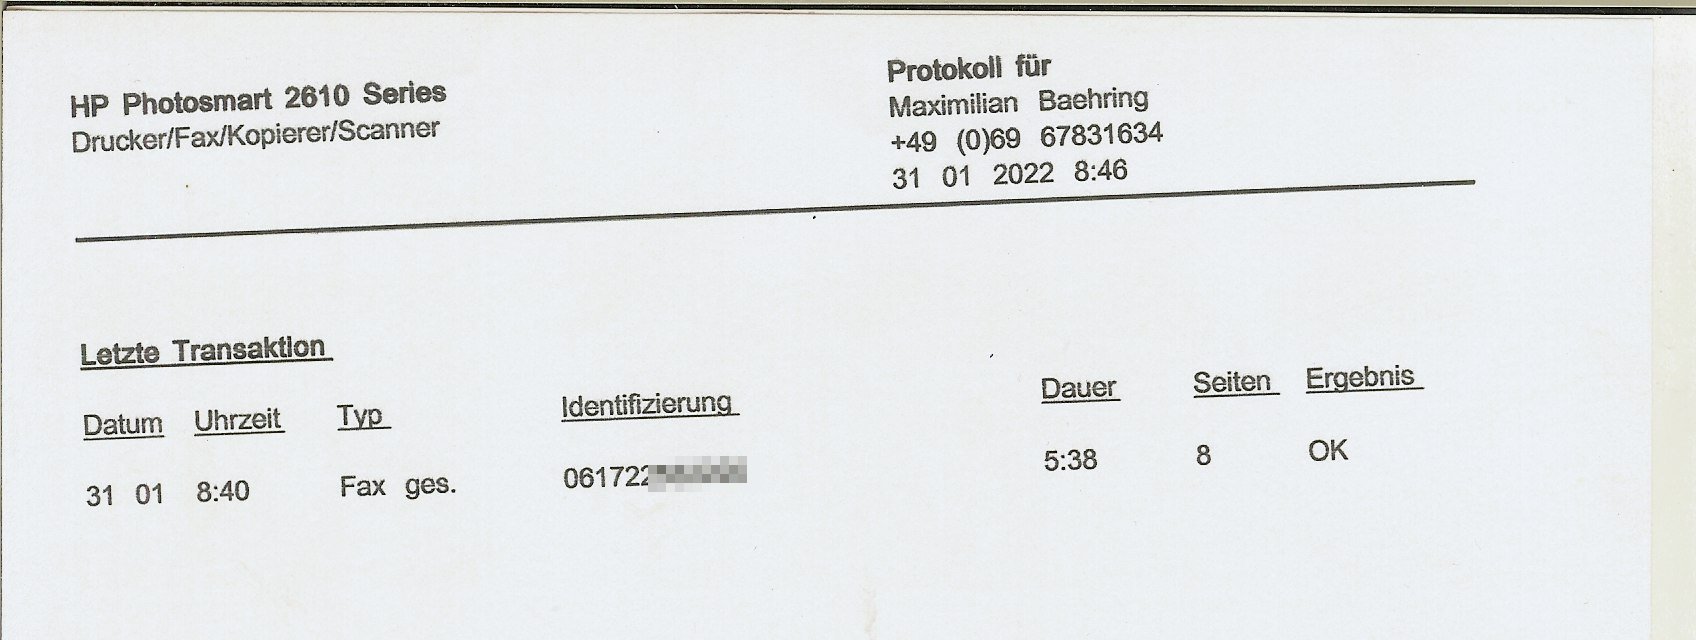 HP Photosmart 2610 Series
Drucker/Fax/Kopierer/Scanner
Protokoll für
Maximilian Baehring
+49 (0)69 67831634
31 01 2022 8:46
Letzte Transaktion
Datum Uhrzeit Typ Identifizierung Dauer Seiten Ergebnis
31 01 8:40 Fax ges. 061722 5:38 8 OK